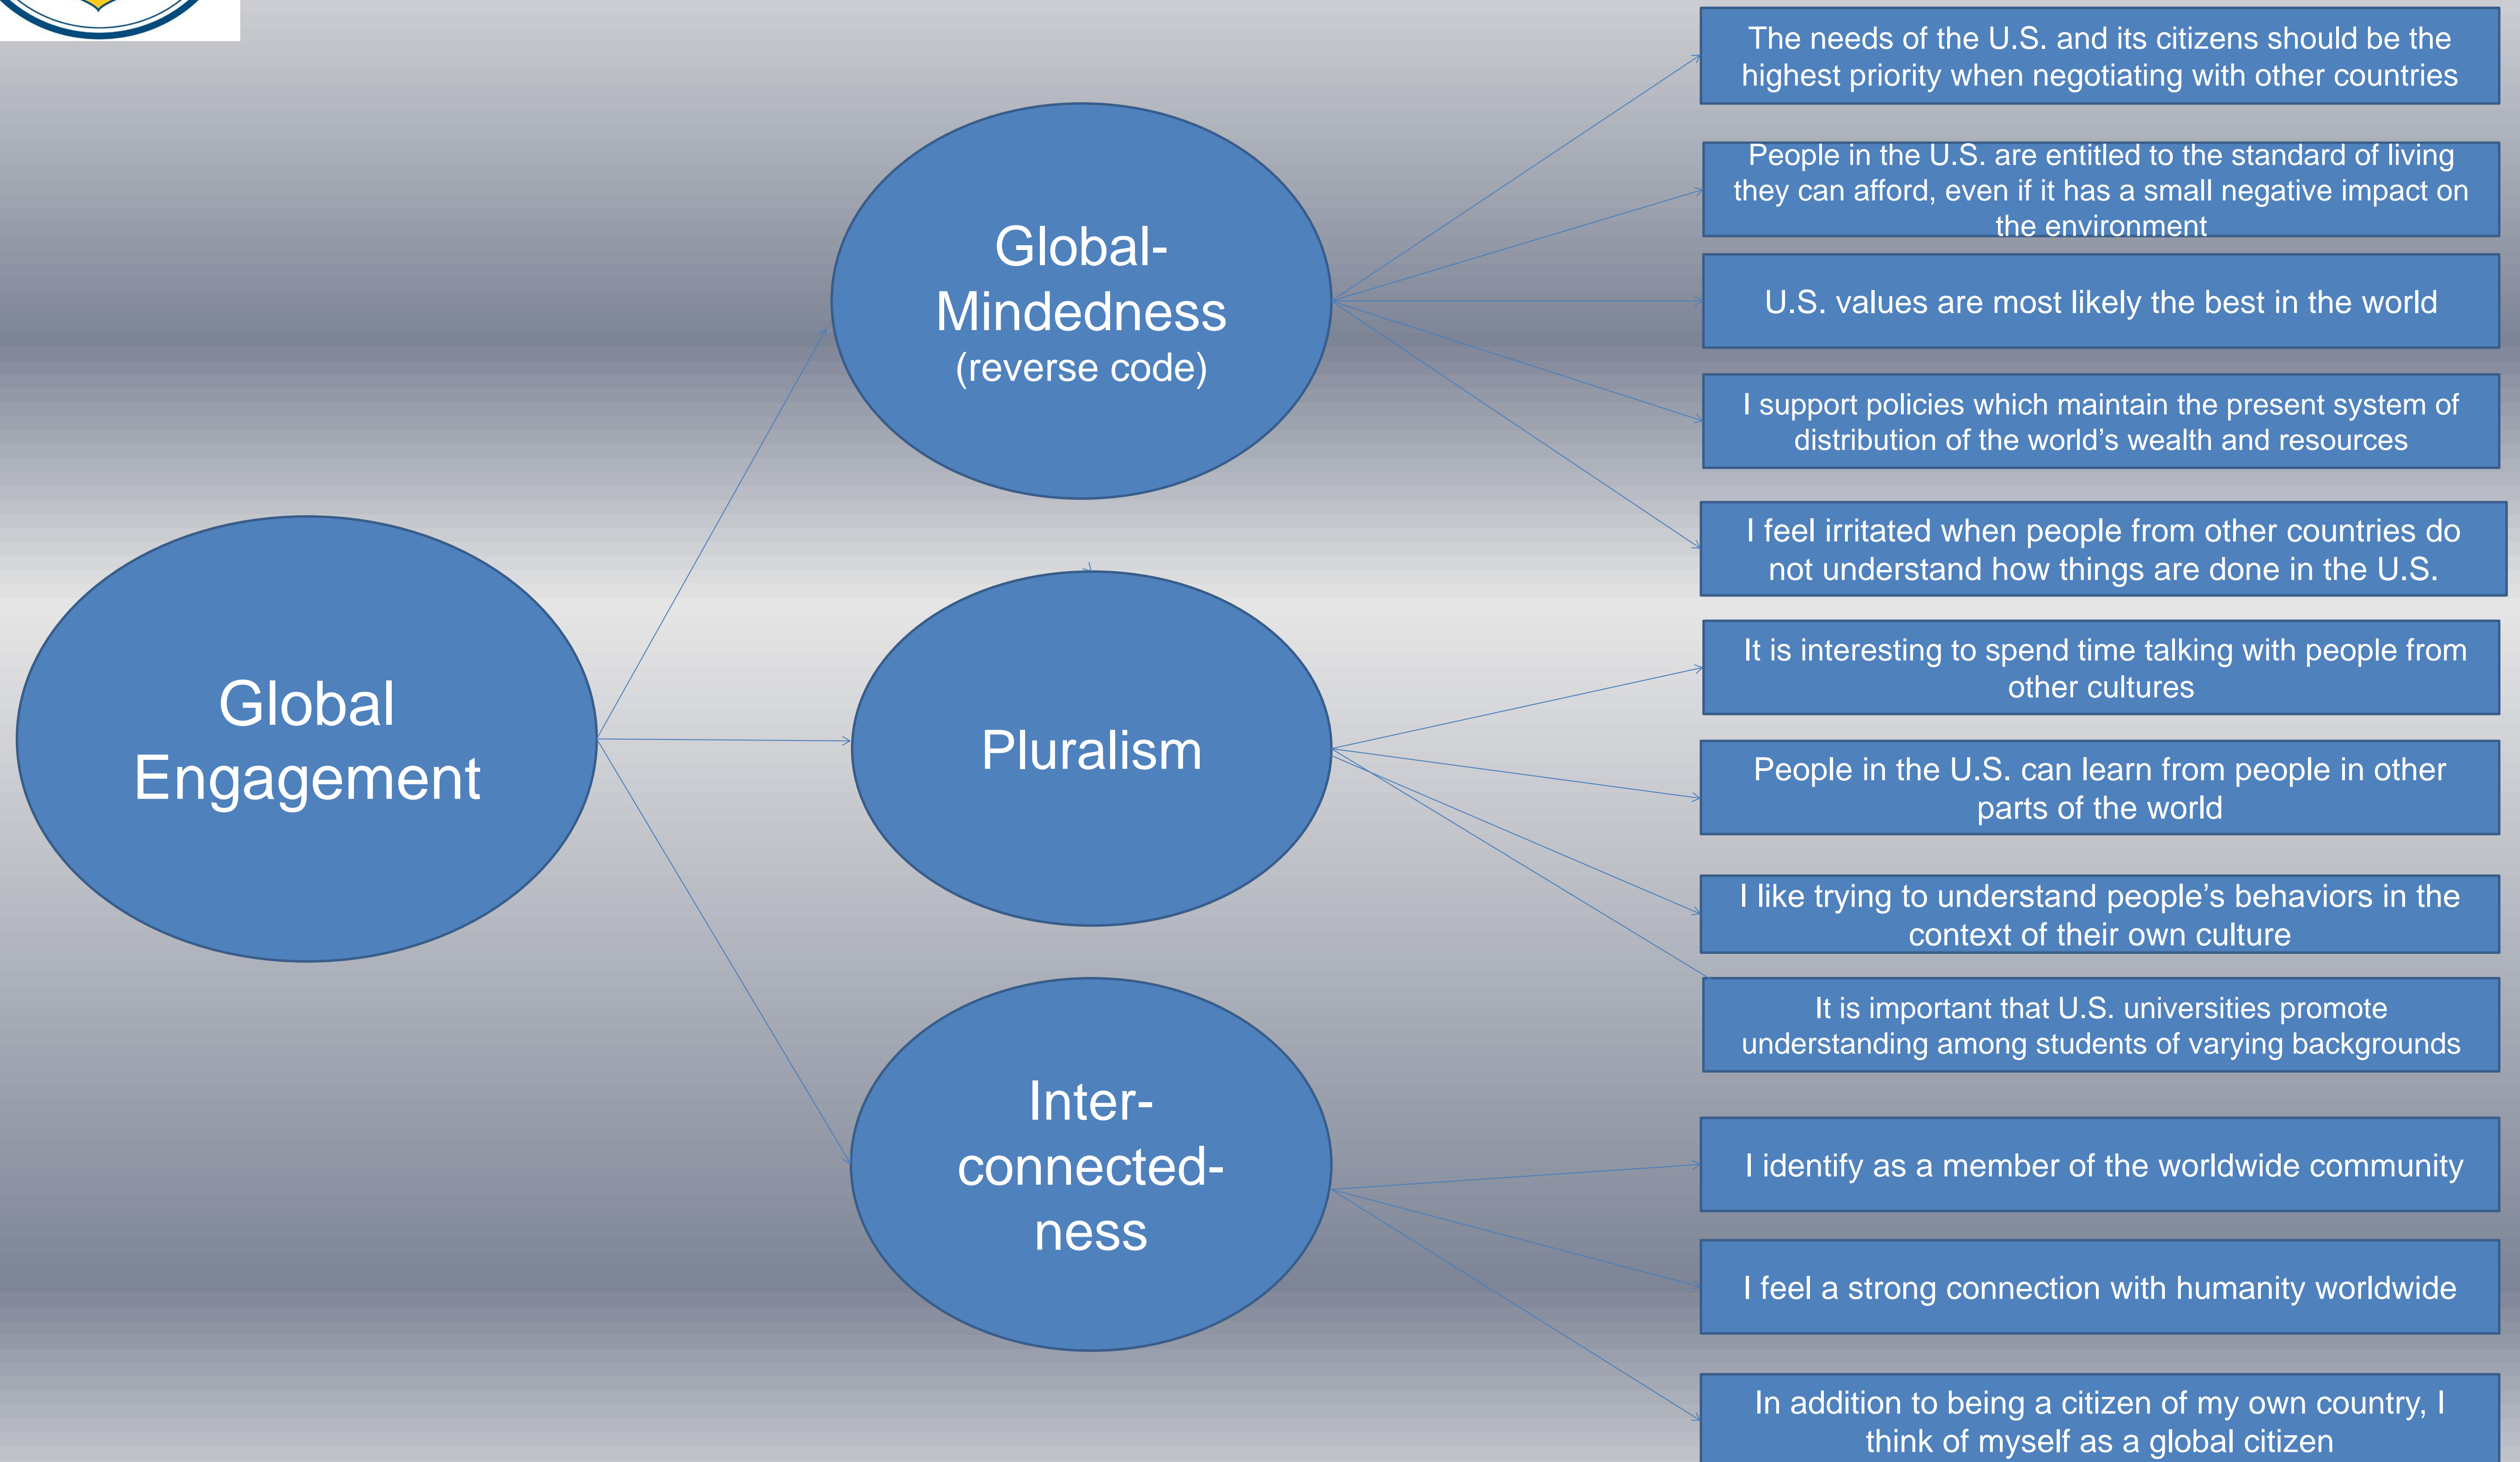 Global
Engagement
Global-
Mindedness
(reverse code)
Pluralism
Inter-
connected-
ness
The needs of the U.S. and its citizens should be the
highest priority when negotiating with other countries
People in the U.S. are entitled to the standard of living
they can afford, even if it has a small negative impact on
the environment
U.S. values are most likely the best in the world
I support policies which maintain the present system of
distribution of the world’s wealth and resources
I feel irritated when people from other countries do
not understand how things are done in the U.S.
It is interesting to spend time talking with people from
other cultures
People in the U.S. can learn from people in other
parts of the world
I like trying to understand people’s behaviors in the
context of their own culture
It is important that U.S. universities promote
understanding among students of varying backgrounds
I identify as a member of the worldwide community
I feel a strong connection with humanity worldwide
In addition to being a citizen of my own country, I
think of myself as a global citizen